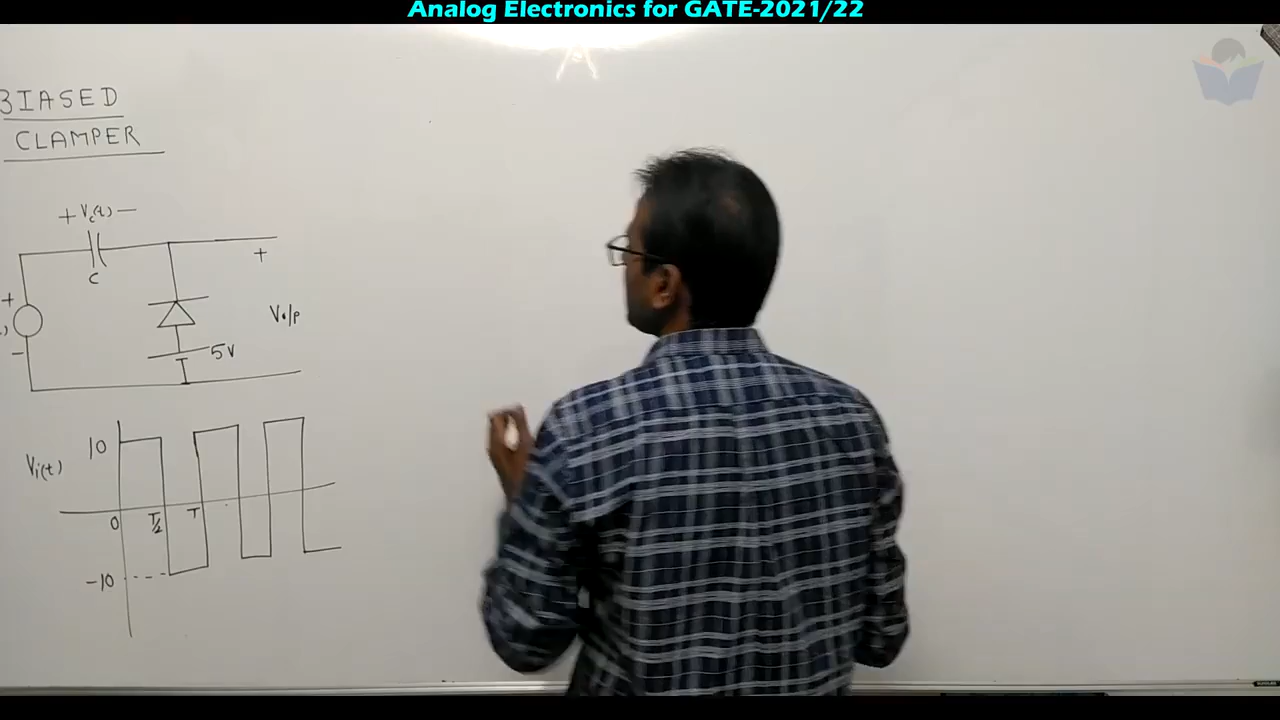 Analog Electronics for GATE-2021/22
BIASED
CLAMPER
+ Vc(t) −
C
+
+
−
5V
Vo/p
10
Vi(t)
0
T/2
T
-10